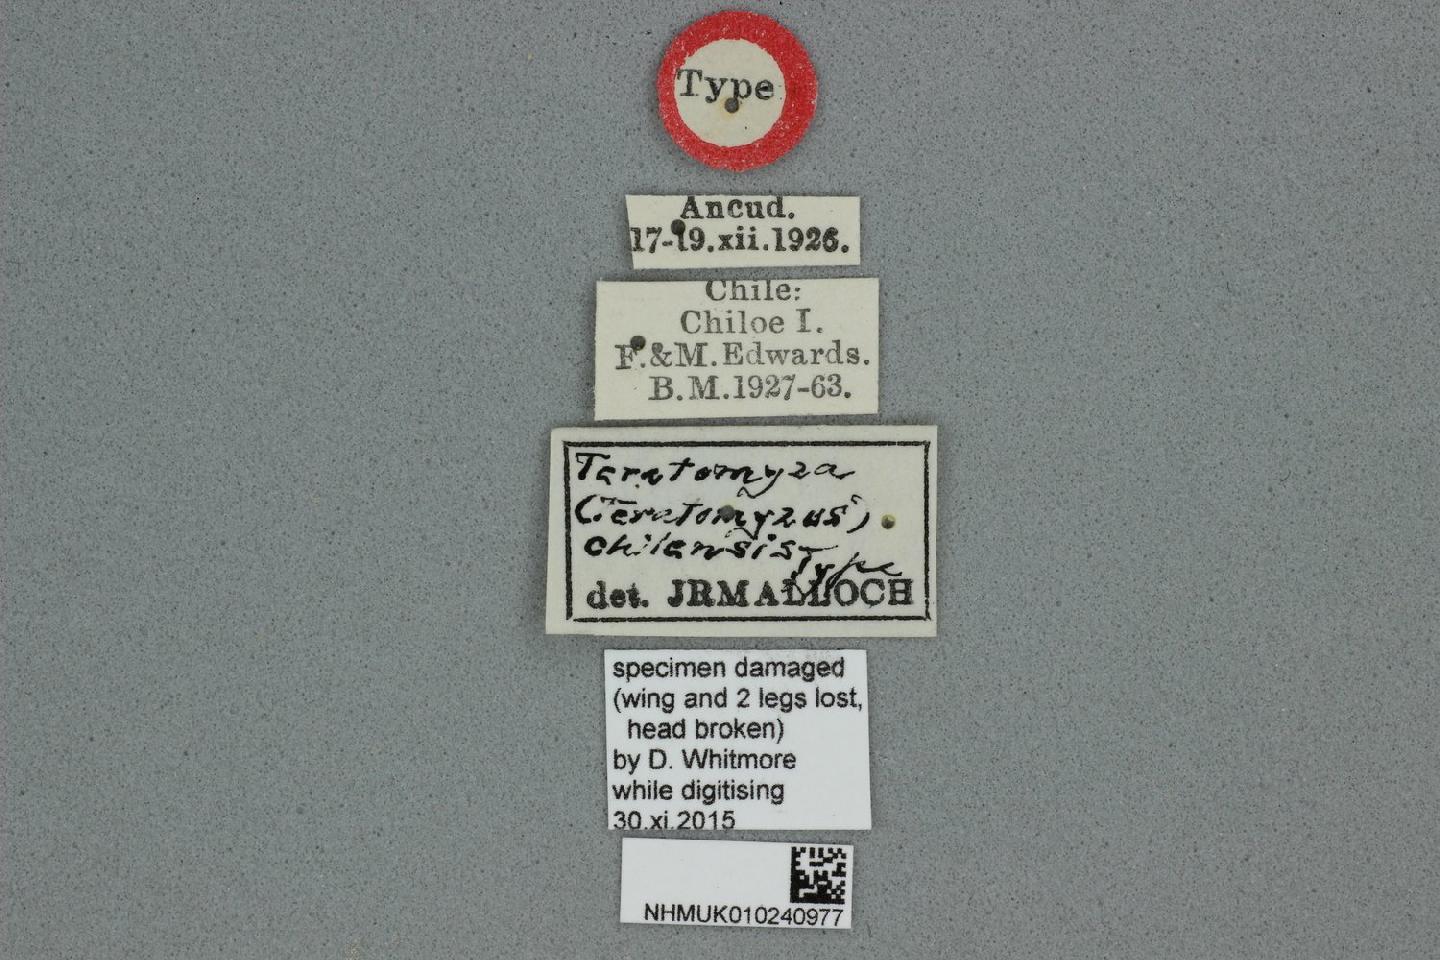 Type
Ancud.
17-19.xii.1926.
Chile:
Chiloe I.
F.&M.Edwards.
B.M.1927-63.
Teratomyza
(Teratomyzus)
chilensis
Type
det. JRMALLOCH
specimen damaged
(wing and 2 legs lost,
head broken)
by D. Whitmore
while digitising
30.xi.2015
NHMUK010240977